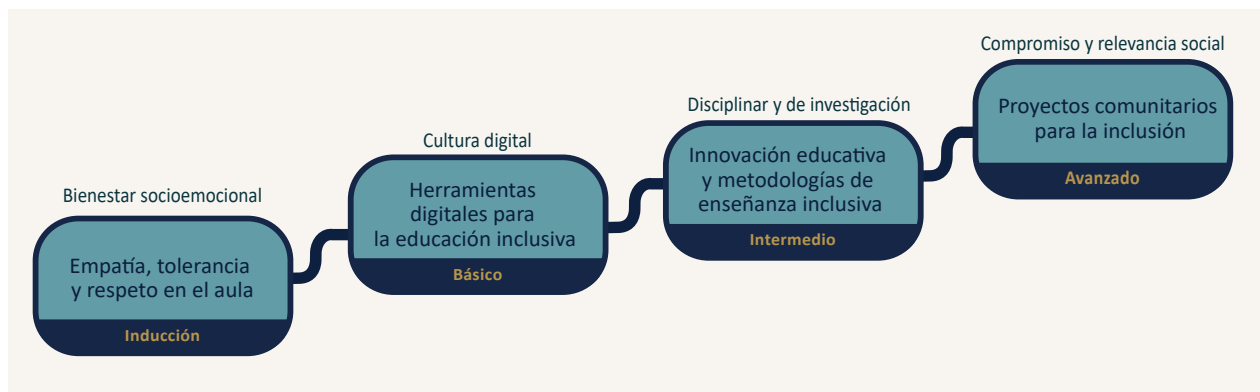 Bienestar socioemocional
Empatía, tolerancia
y respeto en el aula
Inducción
Cultura digital
Herramientas
digitales para
la educación inclusiva
Básico
Disciplinar y de investigación
Innovación educativa
y metodologías de
enseñanza inclusiva
Intermedio
Compromiso y relevancia social
Proyectos comunitarios
para la inclusión
Avanzado